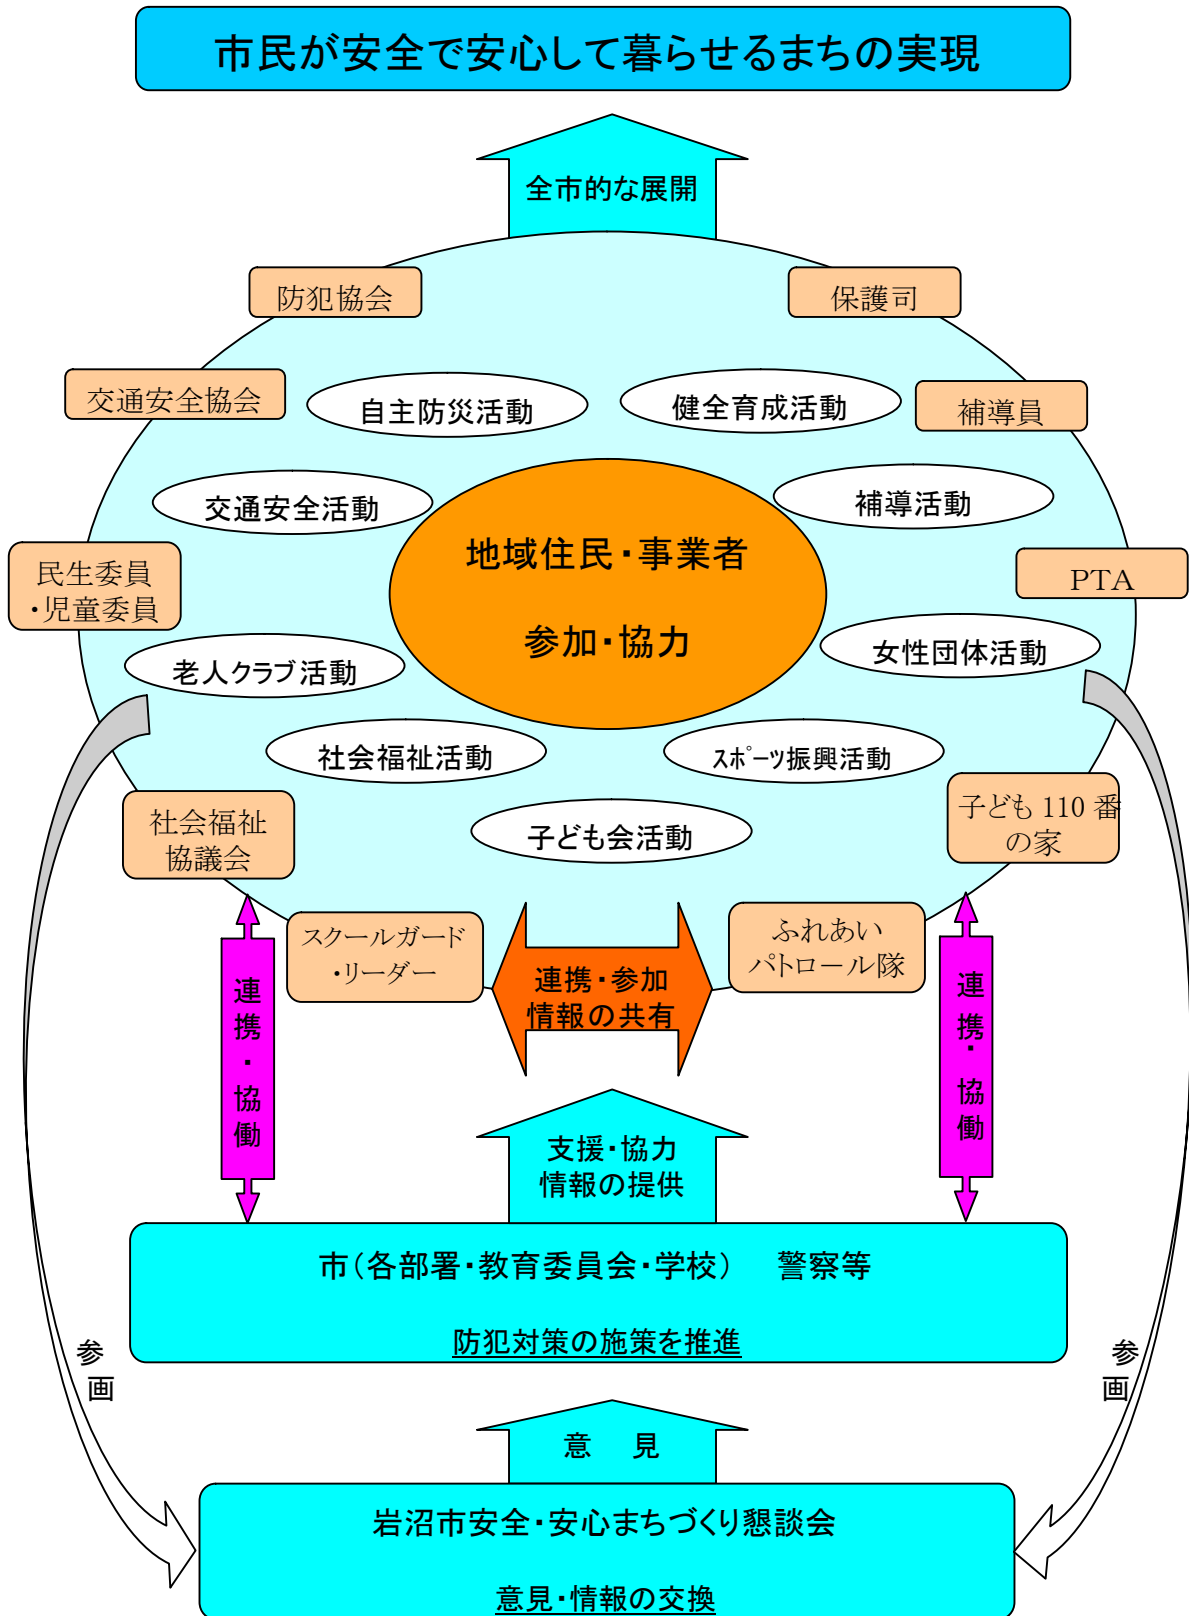 市民が安全で安心して暮らせるまちの実現
全市的な展開
防犯協会
保護司
交通安全協会
補導員
自主防災活動
健全育成活動
交通安全活動
補導活動
地域住民・事業者
参加・協力
民生委員
・児童委員
PTA
老人クラブ活動
女性団体活動
社会福祉活動
スポーツ振興活動
社会福祉
協議会
子ども会活動
子ども110番
の家
スクールガード
・リーダー
ふれあい
パトロール隊
連携・協働
連携・参加
情報の共有
連携・協働
支援・協力
情報の提供
市（各部署・教育委員会・学校）　警察等
防犯対策の施策を推進
参画
参画
意　見
岩沼市安全・安心まちづくり懇談会
意見・情報の交換